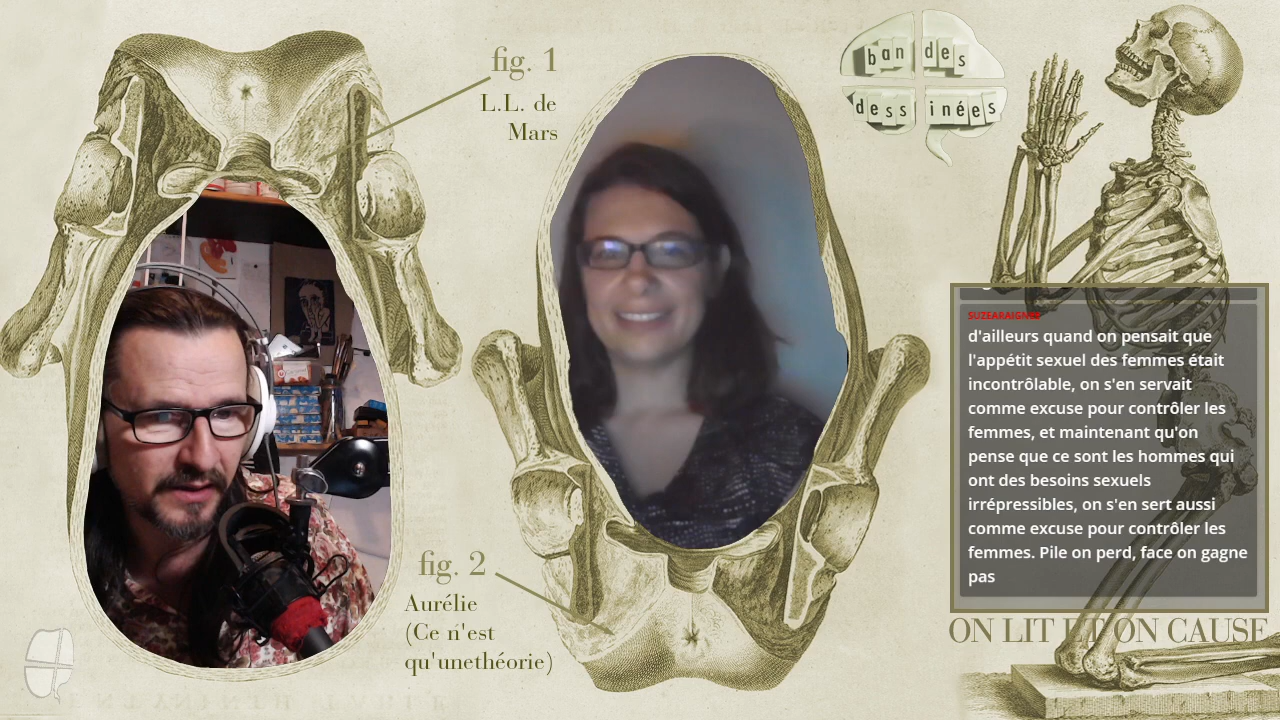 fig. 1
L.L. de
Mars
bandes
dessinées
SUZEARAIGNEE
d'ailleurs quand on pensait que
l'appétit sexuel des femmes était
incontrôlable, on s'en servait
comme excuse pour contrôler les
femmes, et maintenant qu'on
pense que ce sont les hommes qui
ont des besoins sexuels
irrépressibles, on s'en sert aussi
comme excuse pour contrôler les
femmes. Pile on perd, face on gagne
pas
fig. 2
Aurélie
(Ce n'est
qu'unethéorie)
ON LIT ET ON CAUSE